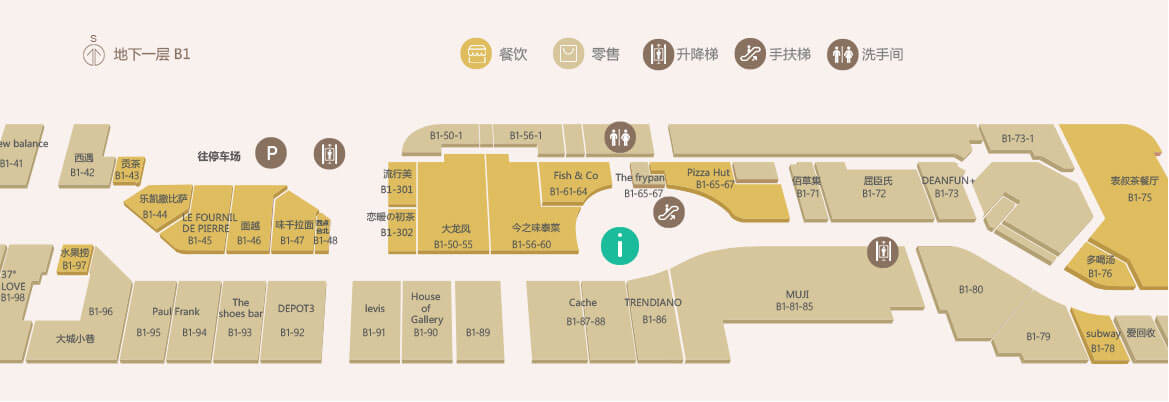 S
地下一层 B1
餐饮
零售
升降梯
手扶梯
洗手间
ew balance
B1-41
西遇
B1-42
贡茶
B1-43
往停车场
P
B1-50-1
B1-56-1
B1-73-1
流行美
B1-301
恋暖の初茶
B1-302
大龙凤
B1-50-55
今之味泰菜
B1-56-60
Fish & Co
B1-61-64
The frypan
B1-65-67
Pizza Hut
B1-65-67
佰草集
B1-71
屈臣氏
B1-72
DEANFUN+
B1-73
表叔茶餐厅
B1-75
多喝汤
B1-76
乐凯撒比萨
B1-44
LE FOURNIL
DE PIERRE
B1-45
面越
B1-46
味千拉面
B1-47
B1-48
i
水果捞
B1-97
37°
LOVE
B1-98
B1-96
大城小巷
Paul Frank
B1-95
B1-94
The
shoes bar
B1-93
DEPOT3
B1-92
levis
B1-91
House
of
Gallery
B1-90
B1-89
Cache
B1-87-88
TRENDIANO
B1-86
MUJI
B1-81-85
B1-80
B1-79
subway
B1-78
爱回收